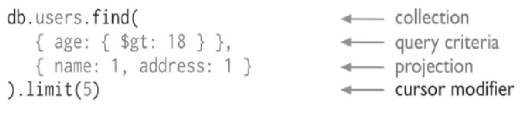 db.users.find( collection
{ age: { $gt: 18 } }, query criteria
{ name: 1, address: 1 } projection
).limit(5) cursor modifier